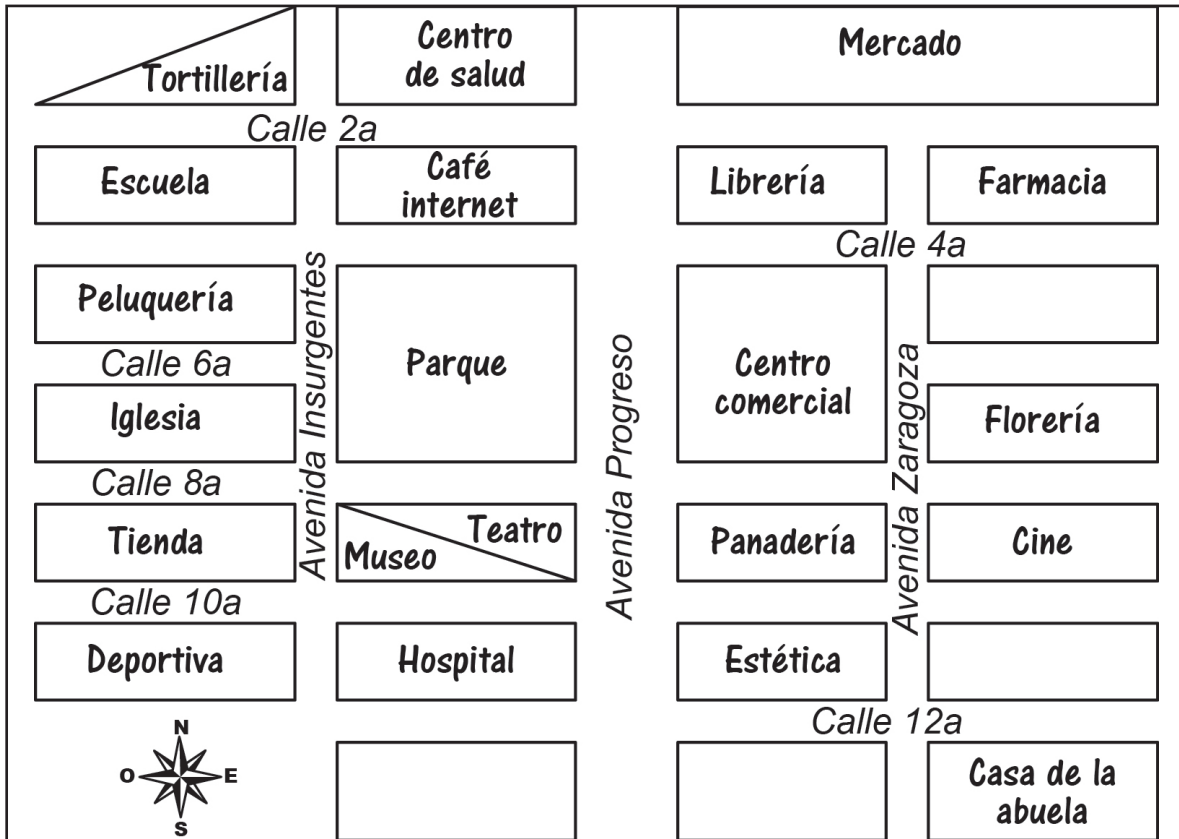 Tortillería
Centro
de salud
Mercado
Calle 2a
Escuela
Café
internet
Librería
Farmacia
Calle 4a
Peluquería
Calle 6a
Avenida Insurgentes
Parque
Avenida Progreso
Centro
comercial
Avenida Zaragoza
Iglesia
Florería
Calle 8a
Tienda
Museo
Teatro
Panadería
Cine
Calle 10a
Deportiva
Hospital
Estética
Calle 12a
N
O
E
S
Casa de la
abuela